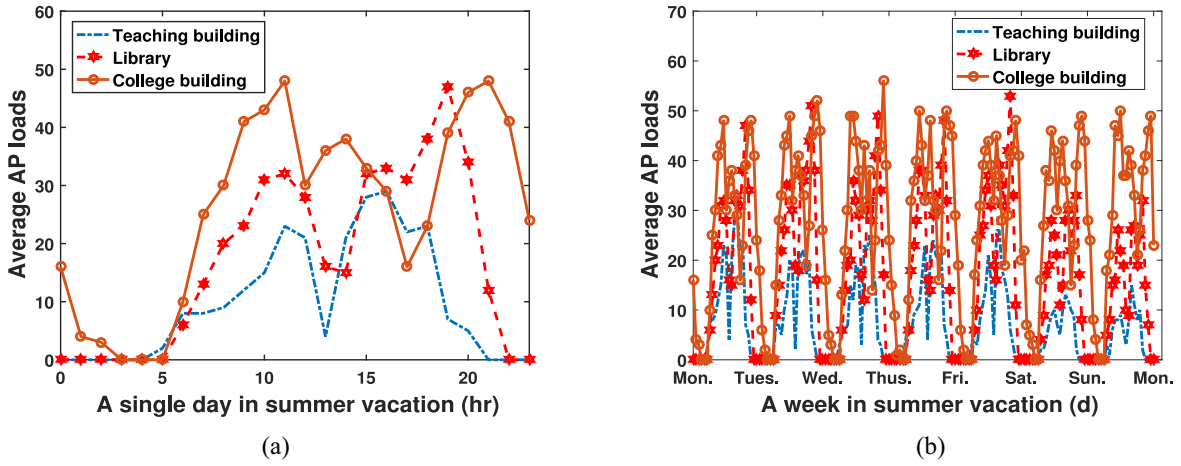 60
50
40
30
20
10
0
Average AP loads
Teaching building
Library
College building
0 5 10 15 20
A single day in summer vacation (hr)
(a)
70
60
50
40
30
20
10
0
Average AP loads
Teaching building
Library
College building
Mon. Tues. Wed. Thus. Fri. Sat. Sun. Mon.
A week in summer vacation (d)
(b)